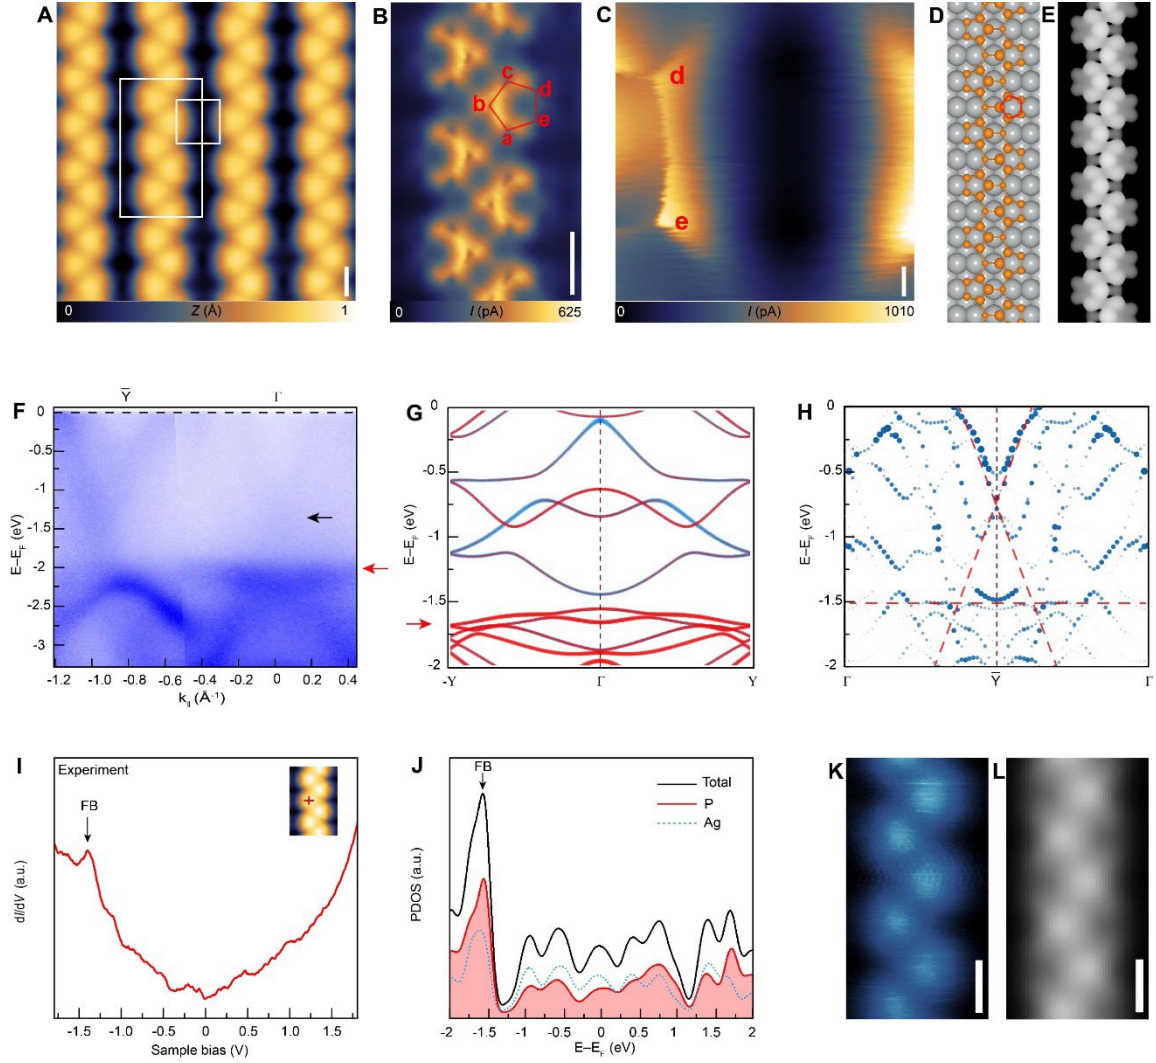 A
0 Z (Å) 1
B
c
d
b
e
a
0 I (pA) 625
C
d
e
0 I (pA) 1010
D
E
F
Ȳ Γ
0
-0.5
-1
-1.5
-2.0
-2.5
-3
E–E_F (eV)
-1.2 -1.0 -0.8 -0.6 -0.4 -0.2 0 0.2 0.4
k_|| (Å⁻¹)
G
0
-0.5
-1
-1.5
-2
E–E_F (eV)
-Y Γ Y
H
0
-0.5
-1
-1.5
-2
E–E_F (eV)
Γ Ȳ Γ
I
Experiment
FB
dI/dV (a.u.)
-1.5 -1.0 -0.5 0 0.5 1.0 1.5
Sample bias (V)
J
FB
Total
P
Ag
PDOS (a.u.)
-2 -1.5 -1 -0.5 0 0.5 1 1.5 2
E–E_F (eV)
K
L